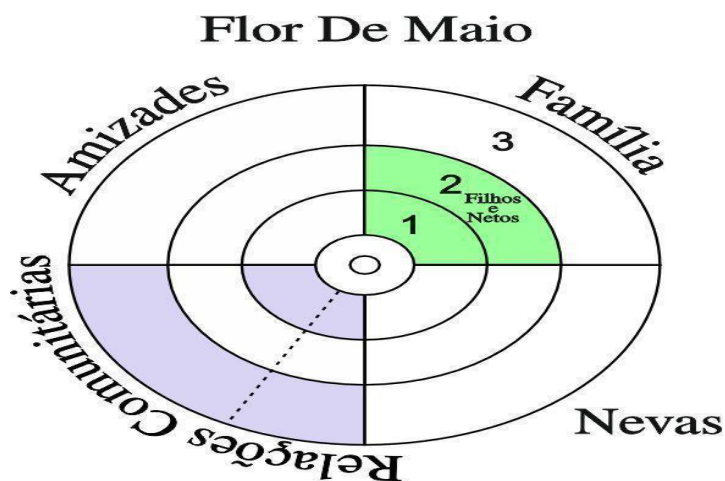 Flor De Maio
Amizades
Família
3
2
Filhos
e
Netos
1
Relações Comunitárias
Nevas